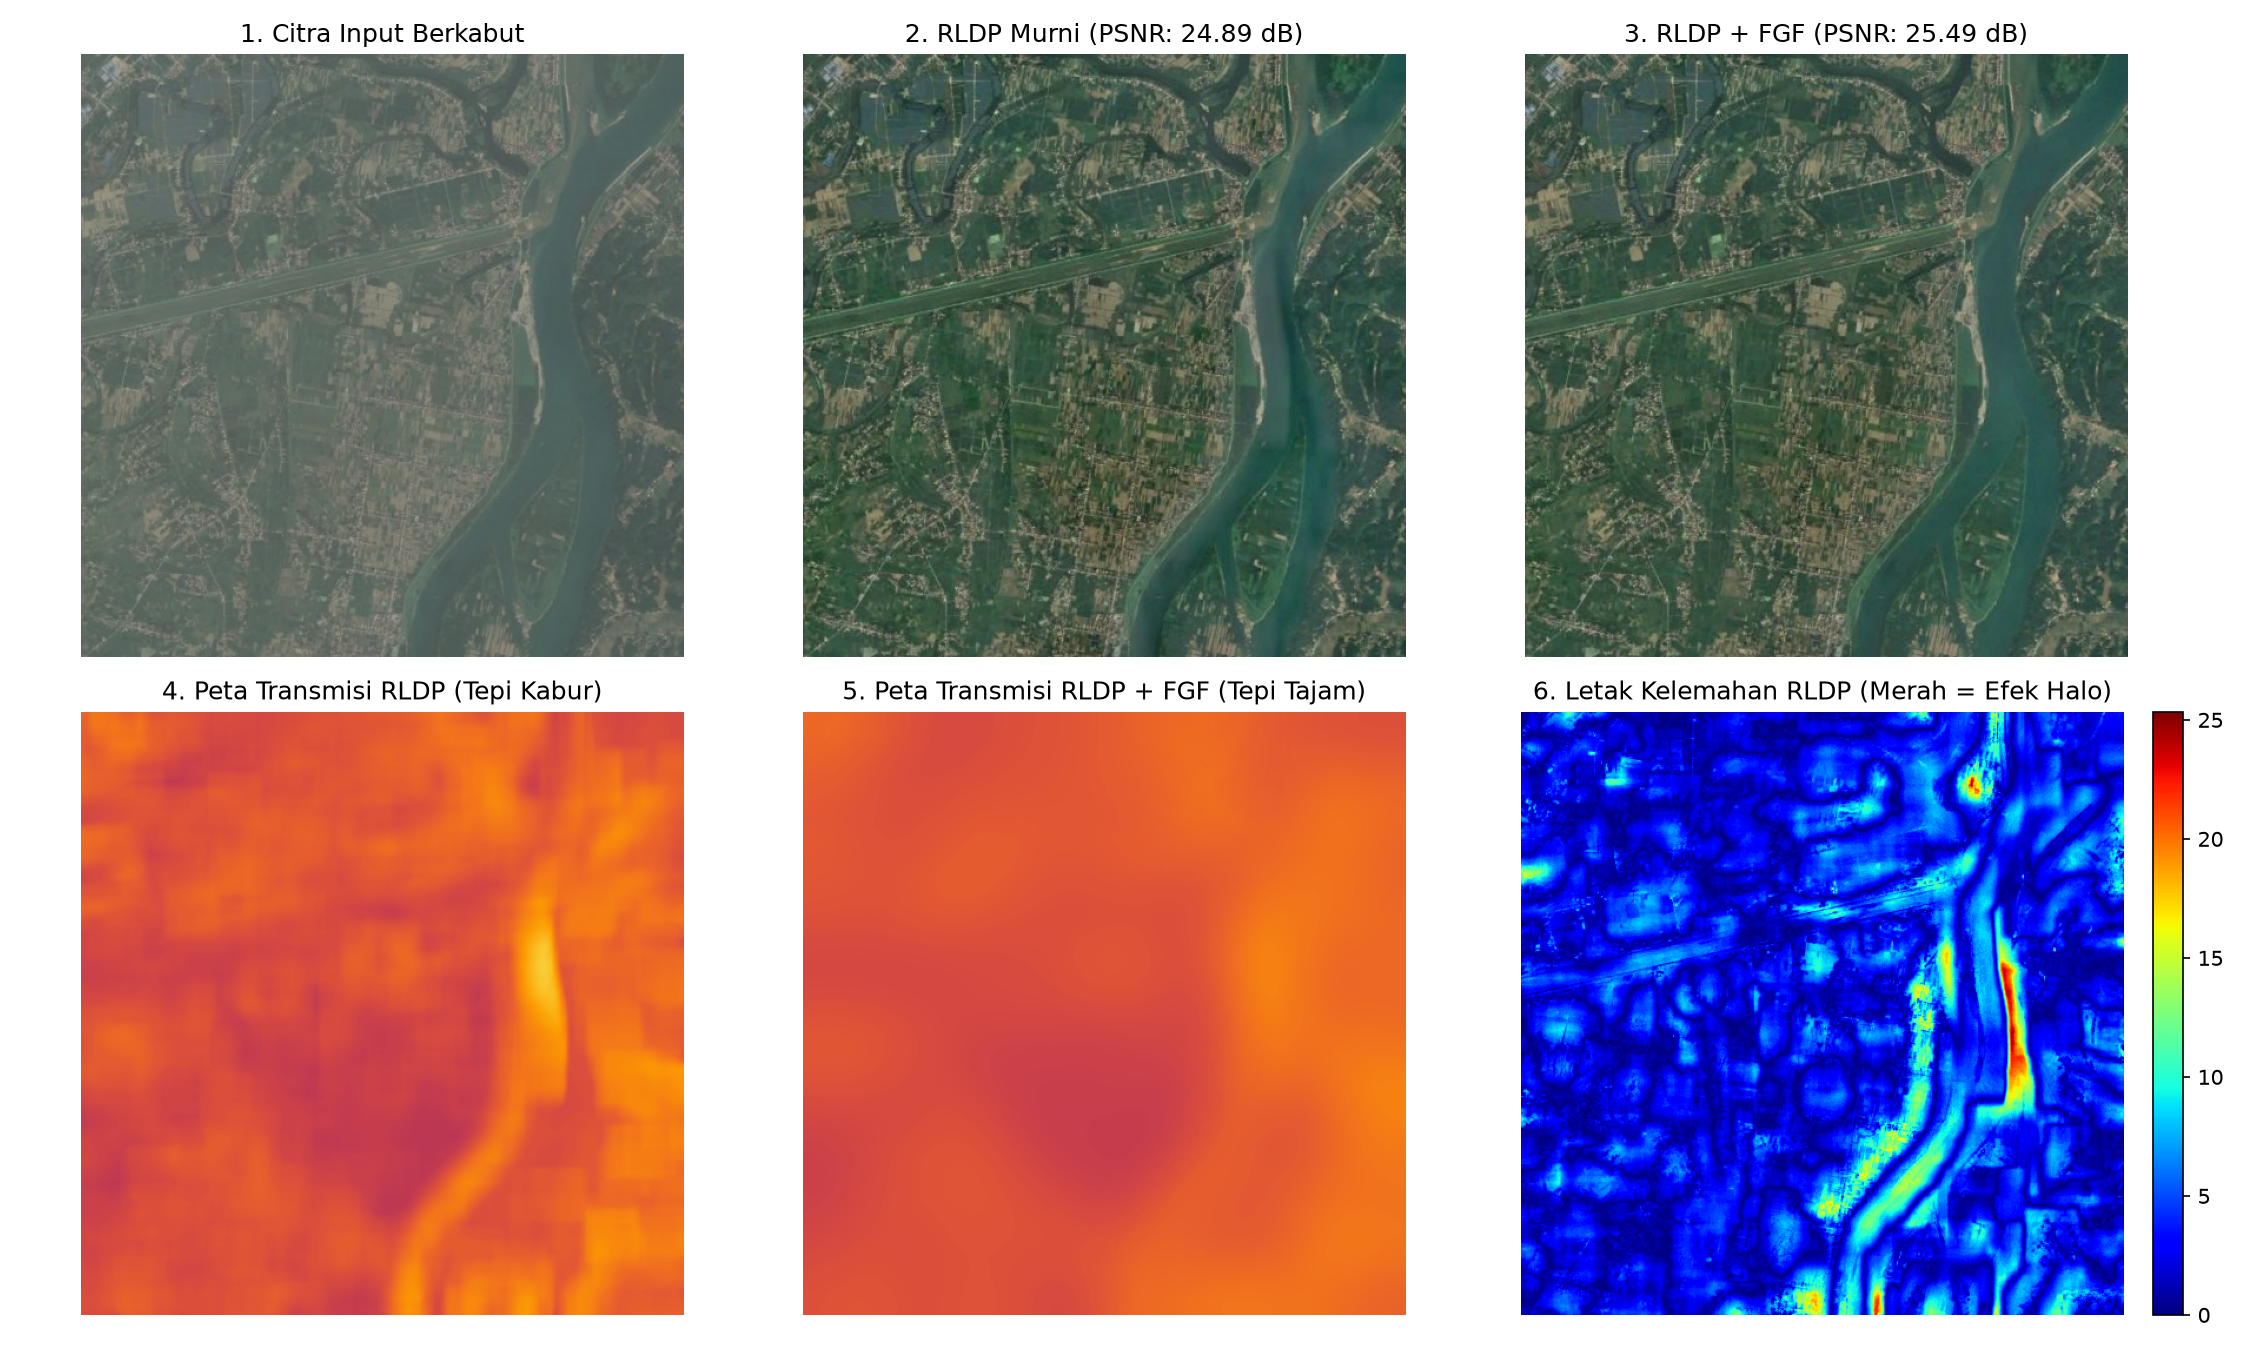 1. Citra Input Berkabut
2. RLDP Murni (PSNR: 24.89 dB)
3. RLDP + FGF (PSNR: 25.49 dB)
4. Peta Transmisi RLDP (Tepi Kabur)
5. Peta Transmisi RLDP + FGF (Tepi Tajam)
6. Letak Kelemahan RLDP (Merah = Efek Halo)
25
20
15
10
5
0